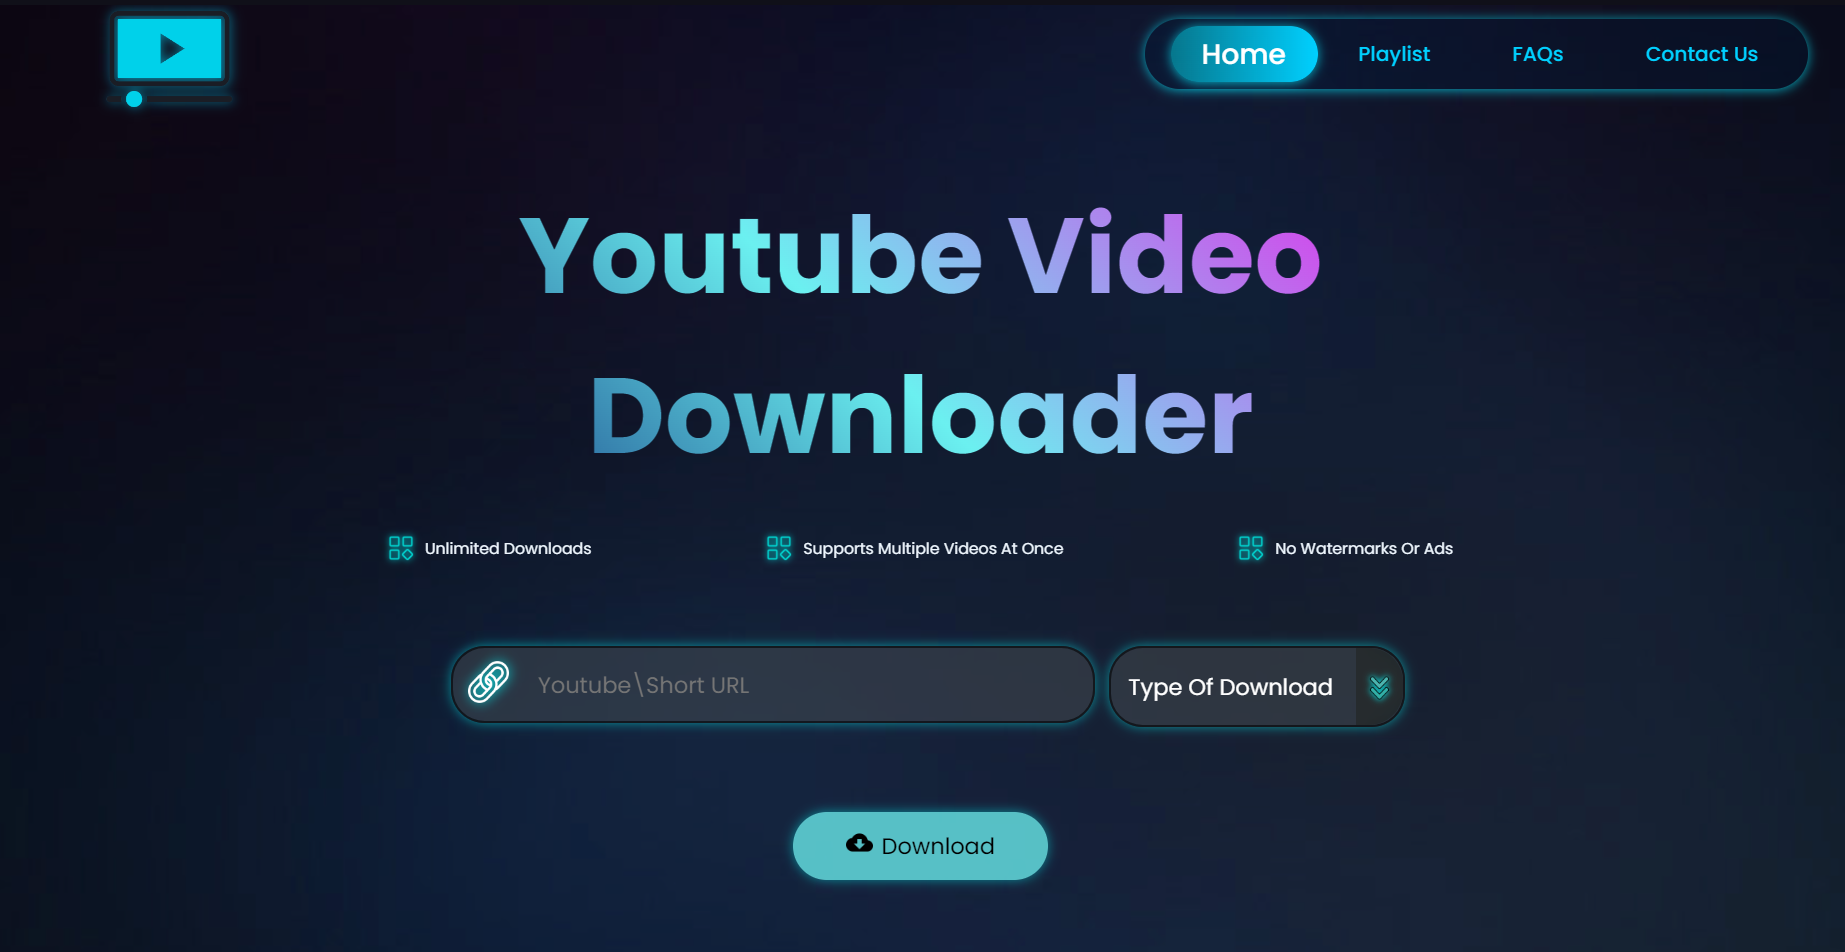 Home Playlist FAQs Contact Us
Youtube Video
Downloader
Unlimited Downloads Supports Multiple Videos At Once No Watermarks Or Ads
Youtube\Short URL Type Of Download
Download